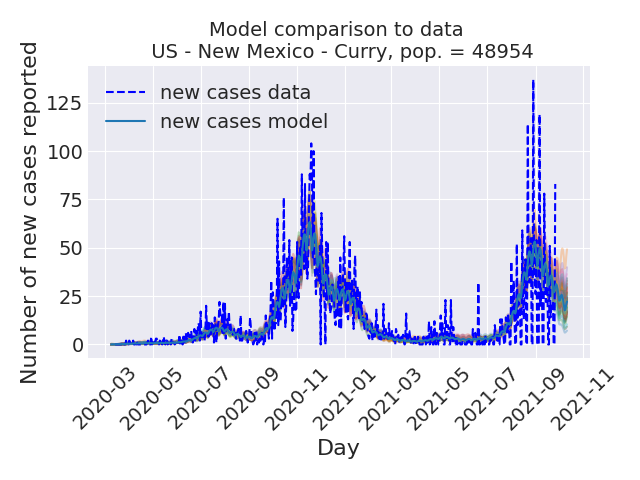 Model comparison to data
US - New Mexico - Curry, pop. = 48954
Number of new cases reported
new cases data
new cases model
125
100
75
50
25
0
2020-03
2020-05
2020-07
2020-09
2020-11
2021-01
2021-03
2021-05
2021-07
2021-09
2021-11
Day